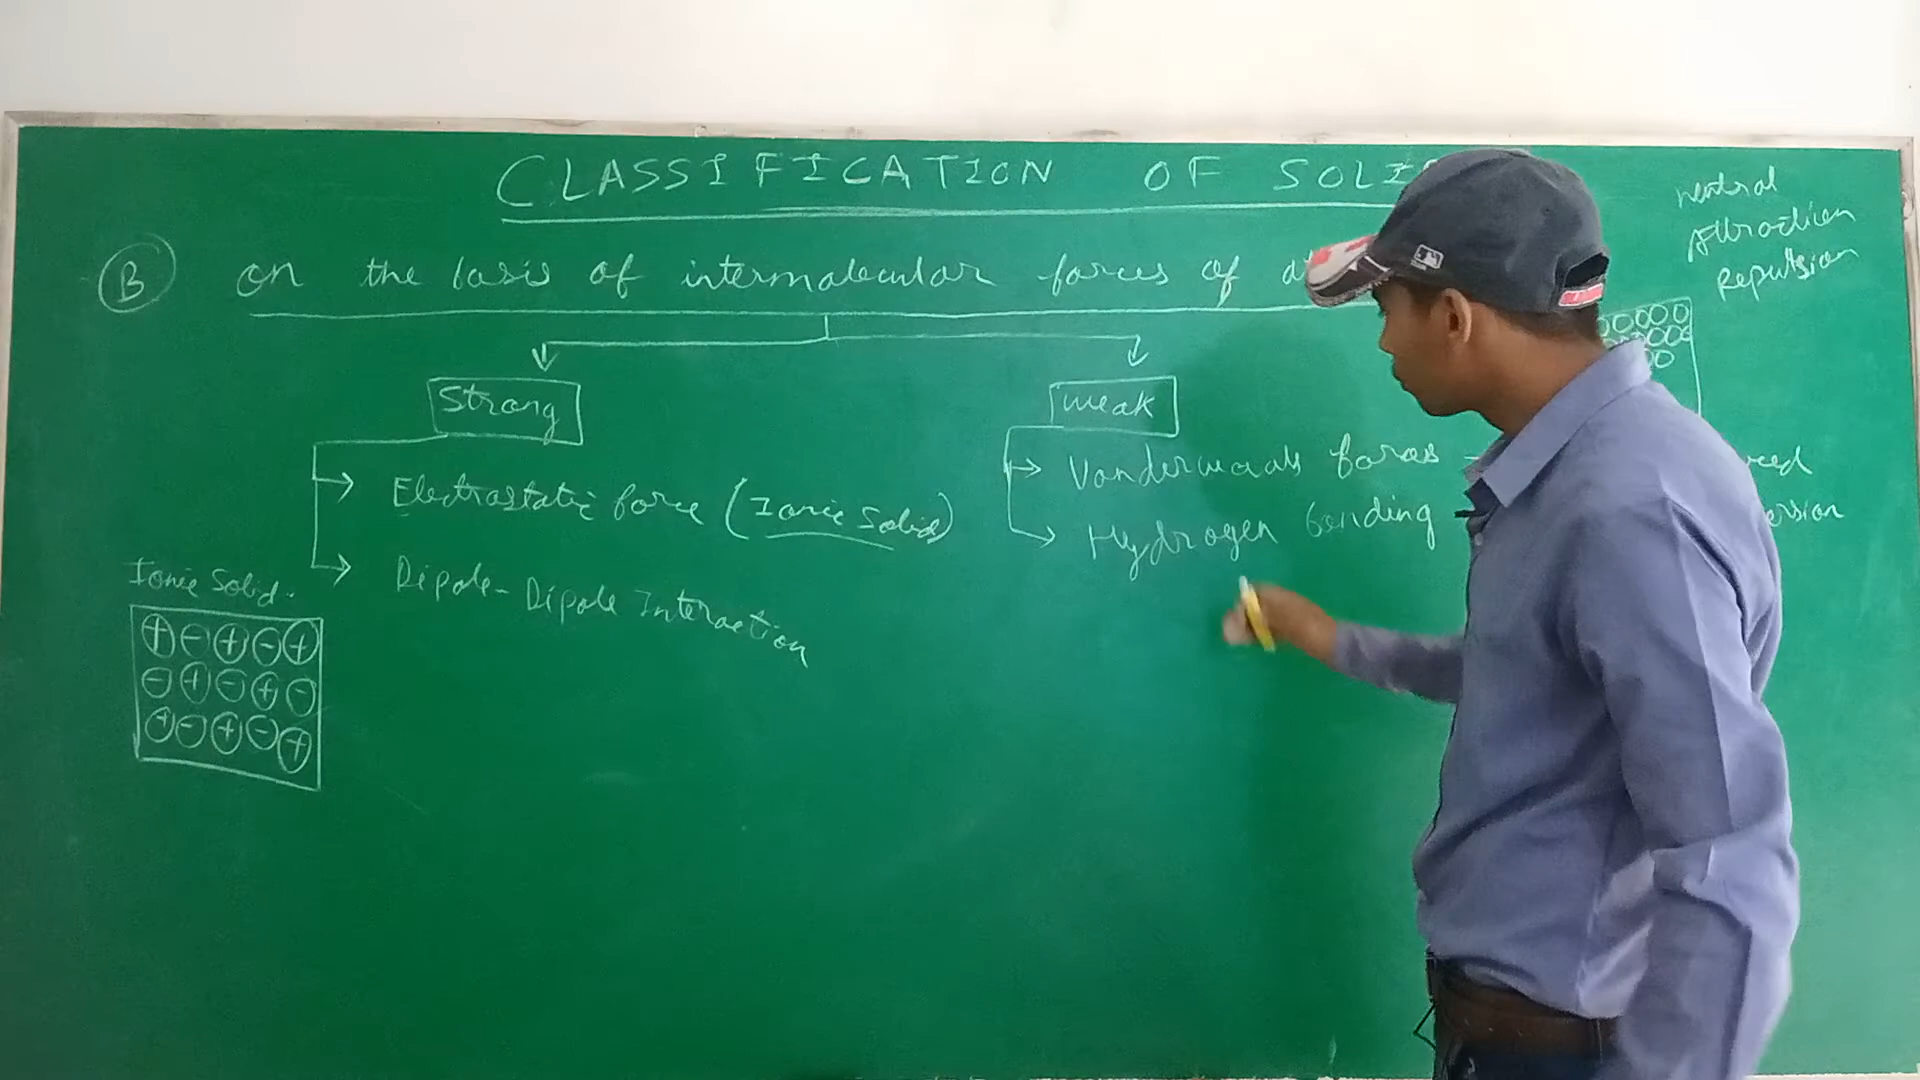 CLASSIFICATION OF SOLI
neutral
Attraction
Repulsion
B on the basis of intermolecular forces of a
Strong
weak
Electrostatic force (Ionic Solid)
Dipole-Dipole Interaction
Vanderwaals forces
Hydrogen bonding
Ionic Solid.
+ - + - +
- + - + -
+ - + - +